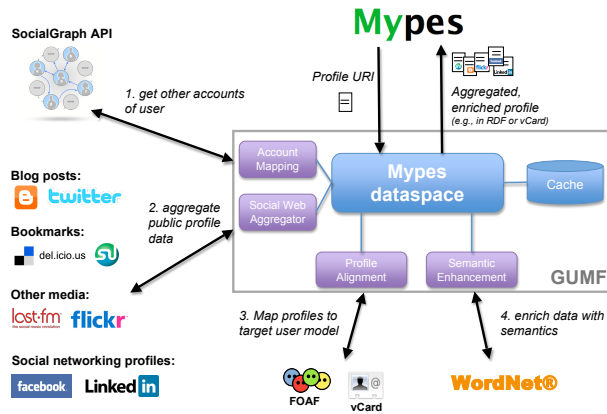 Mypes
SocialGraph API
Profile URI
flickr
facebook
Linked in
1. get other accounts
of user
Aggregated,
enriched profile
(e.g., in RDF or vCard)
Account
Mapping
Mypes
dataspace
Cache
Social Web
Aggregator
Blog posts:
twitter
2. aggregate
public profile
data
Bookmarks:
del.icio.us
Profile
Alignment
Semantic
Enhancement
GUMF
Other media:
last.fm
the social music revolution
flickr
3. Map profiles to
target user model
4. enrich data with
semantics
Social networking profiles:
facebook
Linked in
FOAF
vCard
WordNet®